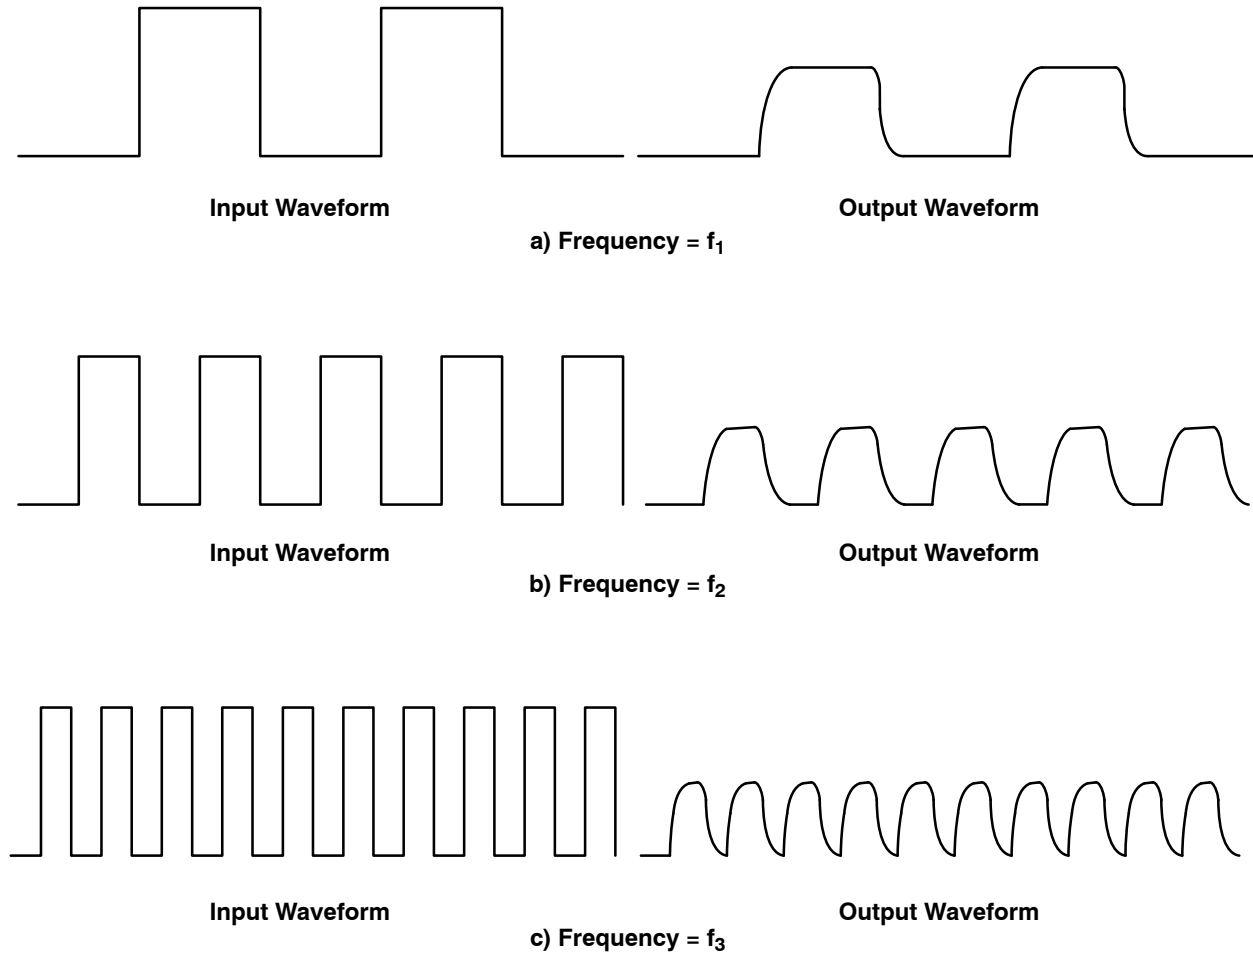 Input Waveform Output Waveform
a) Frequency = f₁
Input Waveform Output Waveform
b) Frequency = f₂
Input Waveform Output Waveform
c) Frequency = f₃